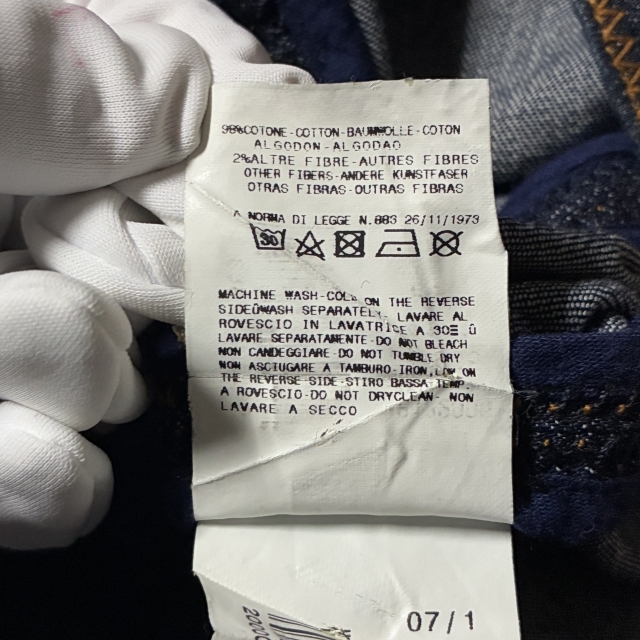 98%COTONE-COTTON-BAUMWOLLE-COTON
ALGODON-ALGODAO
2%ALTRE FIBRE-AUTRES FIBRES
OTHER FIBERS-ANDERE KUNSTFASER
OTRAS FIBRAS-OUTRAS FIBRAS
A NORMA DI LEGGE N.883 26/11/1973
30
MACHINE WASH-COLD ON THE REVERSE
SIDEÛWASH SEPARATELY. LAVARE AL
ROVESCIO IN LAVATRICE A 30Ξ Û
LAVARE SEPARATAMENTE-DO NOT BLEACH
NON CANDEGGIARE-DO NOT TUMBLE DRY
NON ASCIUGARE A TAMBURO-IRON,LOW ON
THE REVERSE SIDE-STIRO BASSA TEMP.
A ROVESCIO-DO NOT DRYCLEAN- NON
LAVARE A SECCO
07/1